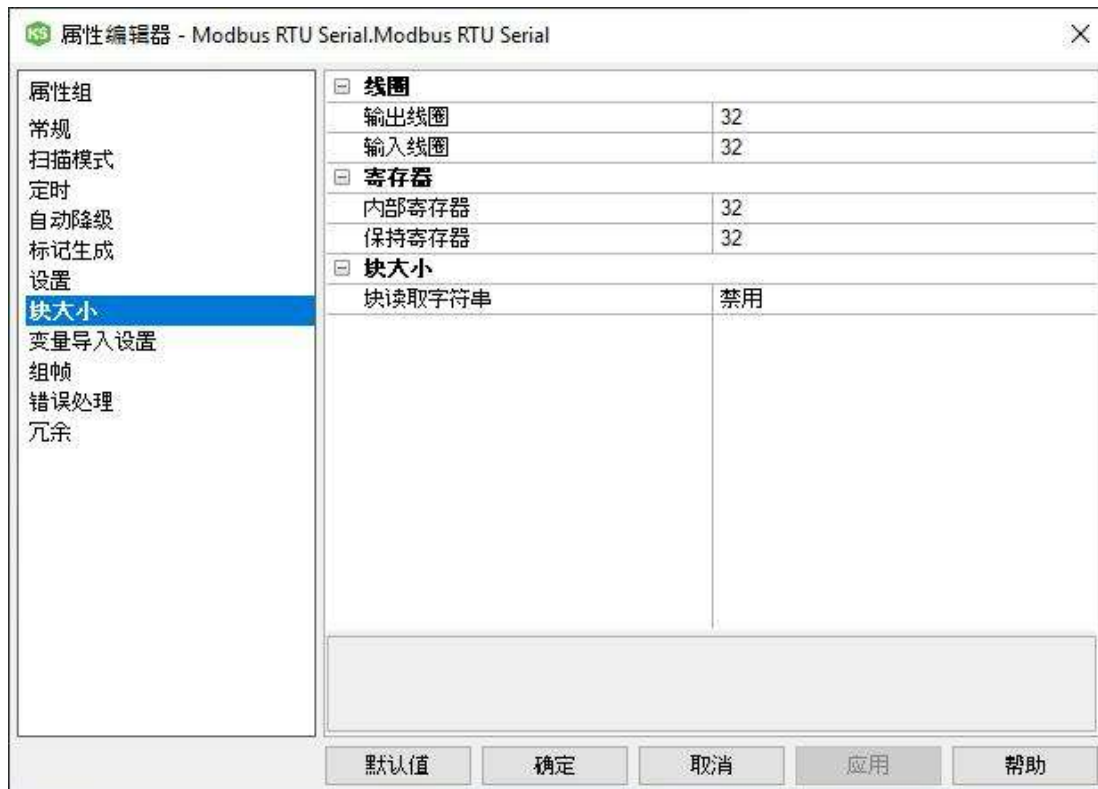 KS 属性编辑器 - Modbus RTU Serial.Modbus RTU Serial
属性组
常规
扫描模式
定时
自动降级
标记生成
设置
块大小
变量导入设置
组帧
错误处理
冗余
线圈
输出线圈 32
输入线圈 32
寄存器
内部寄存器 32
保持寄存器 32
块大小
块读取字符串 禁用
默认值 确定 取消 应用 帮助